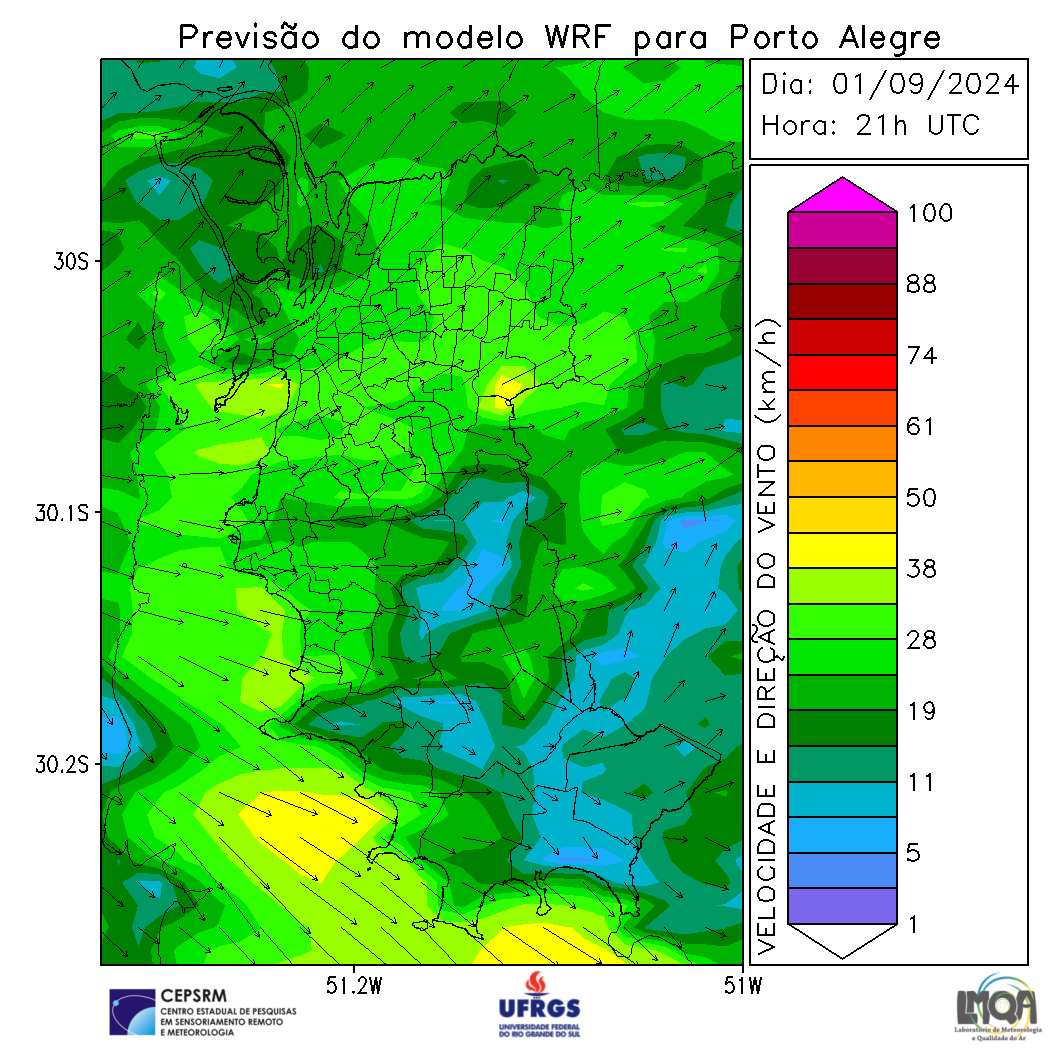 Previsão do modelo WRF para Porto Alegre
Dia: 01/09/2024
Hora: 21h UTC
30S
30.1S
30.2S
51.2W
51W
VELOCIDADE E DIREÇÃO DO VENTO (km/h)
100
88
74
61
50
38
28
19
11
5
1
CEPSRM
CENTRO ESTADUAL DE PESQUISAS
EM SENSORIAMENTO REMOTO
E METEOROLOGIA
UFRGS
UNIVERSIDADE FEDERAL
DO RIO GRANDE DO SUL
LMQA
Laboratório de Meteorologia
e Qualidade do Ar